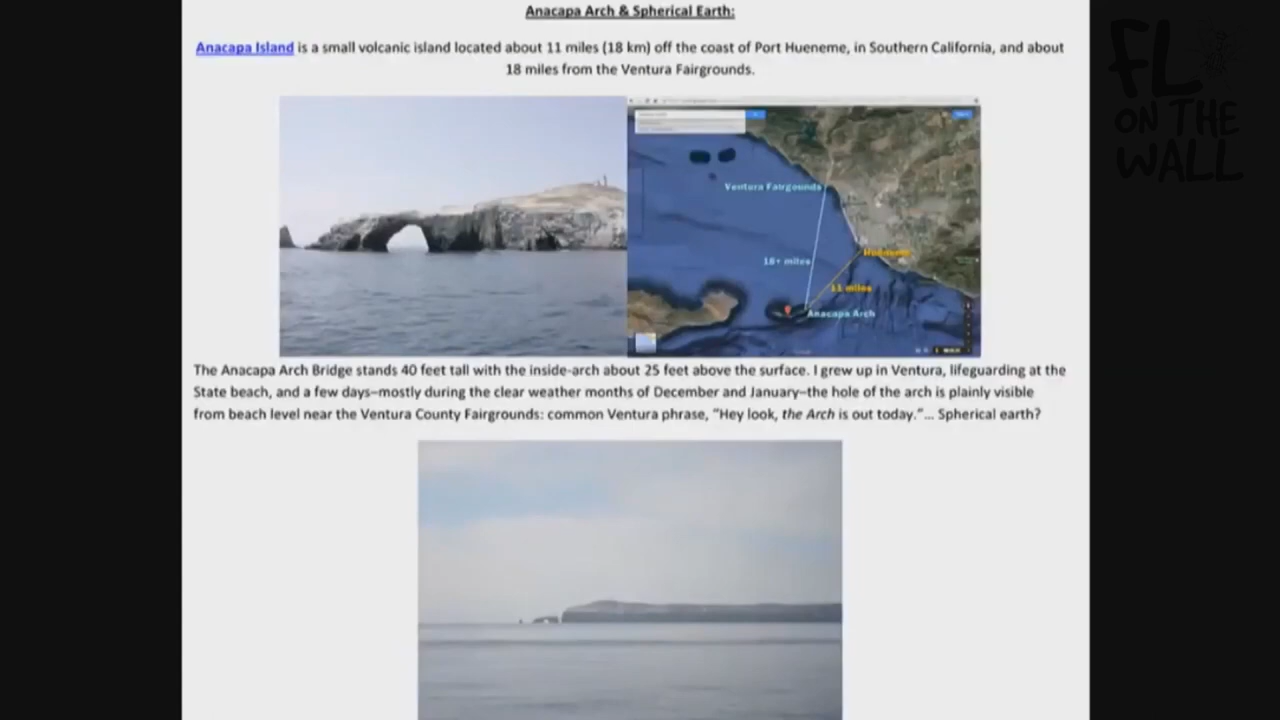 Anacapa Arch & Spherical Earth:
FL
ON THE
WALL
Anacapa Island is a small volcanic island located about 11 miles (18 km) off the coast of Port Hueneme, in Southern California, and about
18 miles from the Ventura Fairgrounds.
Ventura Fairgounds
18+ miles
Hueneme
11 miles
Anacapa Arch
The Anacapa Arch Bridge stands 40 feet tall with the inside-arch about 25 feet above the surface. I grew up in Ventura, lifeguarding at the
State beach, and a few days–mostly during the clear weather months of December and January–the hole of the arch is plainly visible
from beach level near the Ventura County Fairgrounds: common Ventura phrase, “Hey look, the Arch is out today.”... Spherical earth?